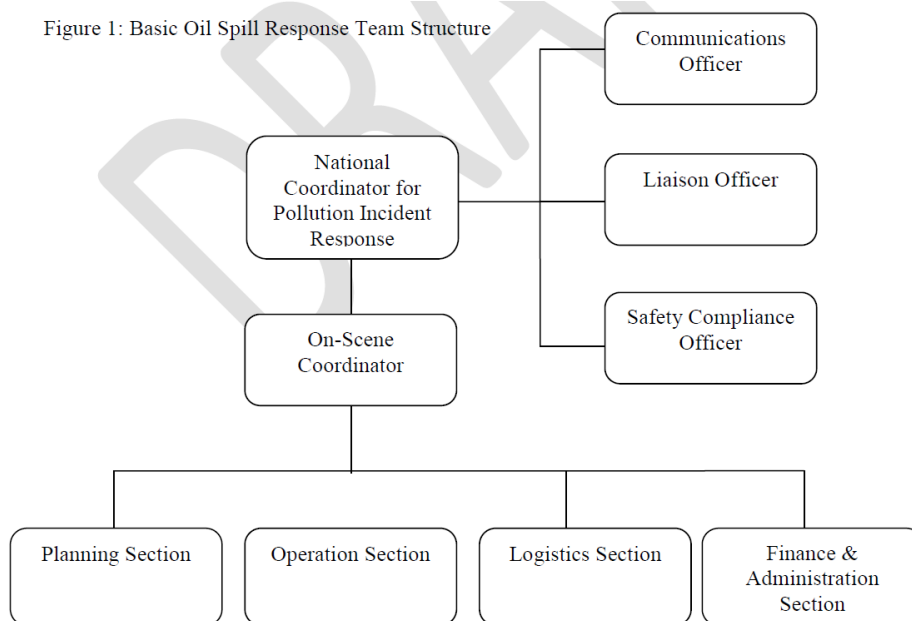 Figure 1: Basic Oil Spill Response Team Structure
Communications
Officer
National
Coordinator for
Pollution Incident
Response
Liaison Officer
Safety Compliance
Officer
On-Scene
Coordinator
Planning Section
Operation Section
Logistics Section
Finance &
Administration
Section
DRA